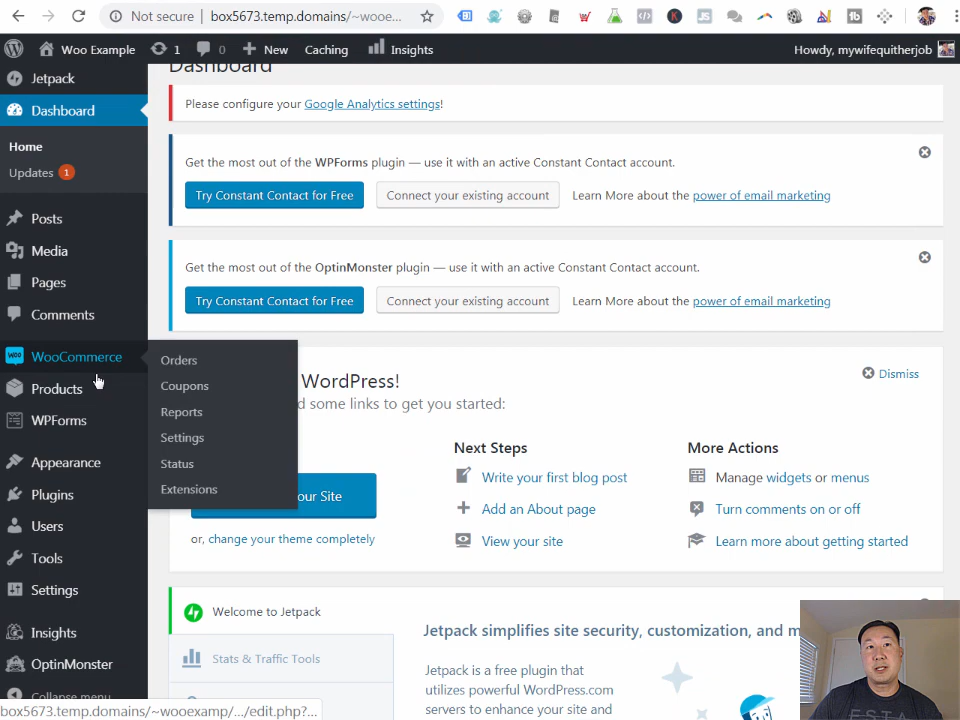 Not secure | box5673.temp.domains/~wooe...
Woo Example 1 0 New Caching Insights Howdy, mywifequitherjob
Jetpack
Dashboard
Home
Updates 1
Posts
Media
Pages
Comments
WooCommerce
Products
WPForms
Appearance
Plugins
Users
Tools
Settings
Insights
OptinMonster
Collapse menu
Orders
Coupons
Reports
Settings
Status
Extensions
Dashboard
Please configure your Google Analytics settings!
Get the most out of the WPForms plugin — use it with an active Constant Contact account.
Try Constant Contact for Free Connect your existing account Learn More about the power of email marketing
Get the most out of the OptinMonster plugin — use it with an active Constant Contact account.
Try Constant Contact for Free Connect your existing account Learn More about the power of email marketing
WordPress!
Dismiss
some links to get you started:
our Site
or, change your theme completely
Next Steps
Write your first blog post
Add an About page
View your site
More Actions
Manage widgets or menus
Turn comments on or off
Learn more about getting started
Welcome to Jetpack
Stats & Traffic Tools
Jetpack simplifies site security, customization, and m
Jetpack is a free plugin that
utilizes powerful WordPress.com
servers to enhance your site and
box5673.temp.domains/~wooexamp/.../edit.php?...